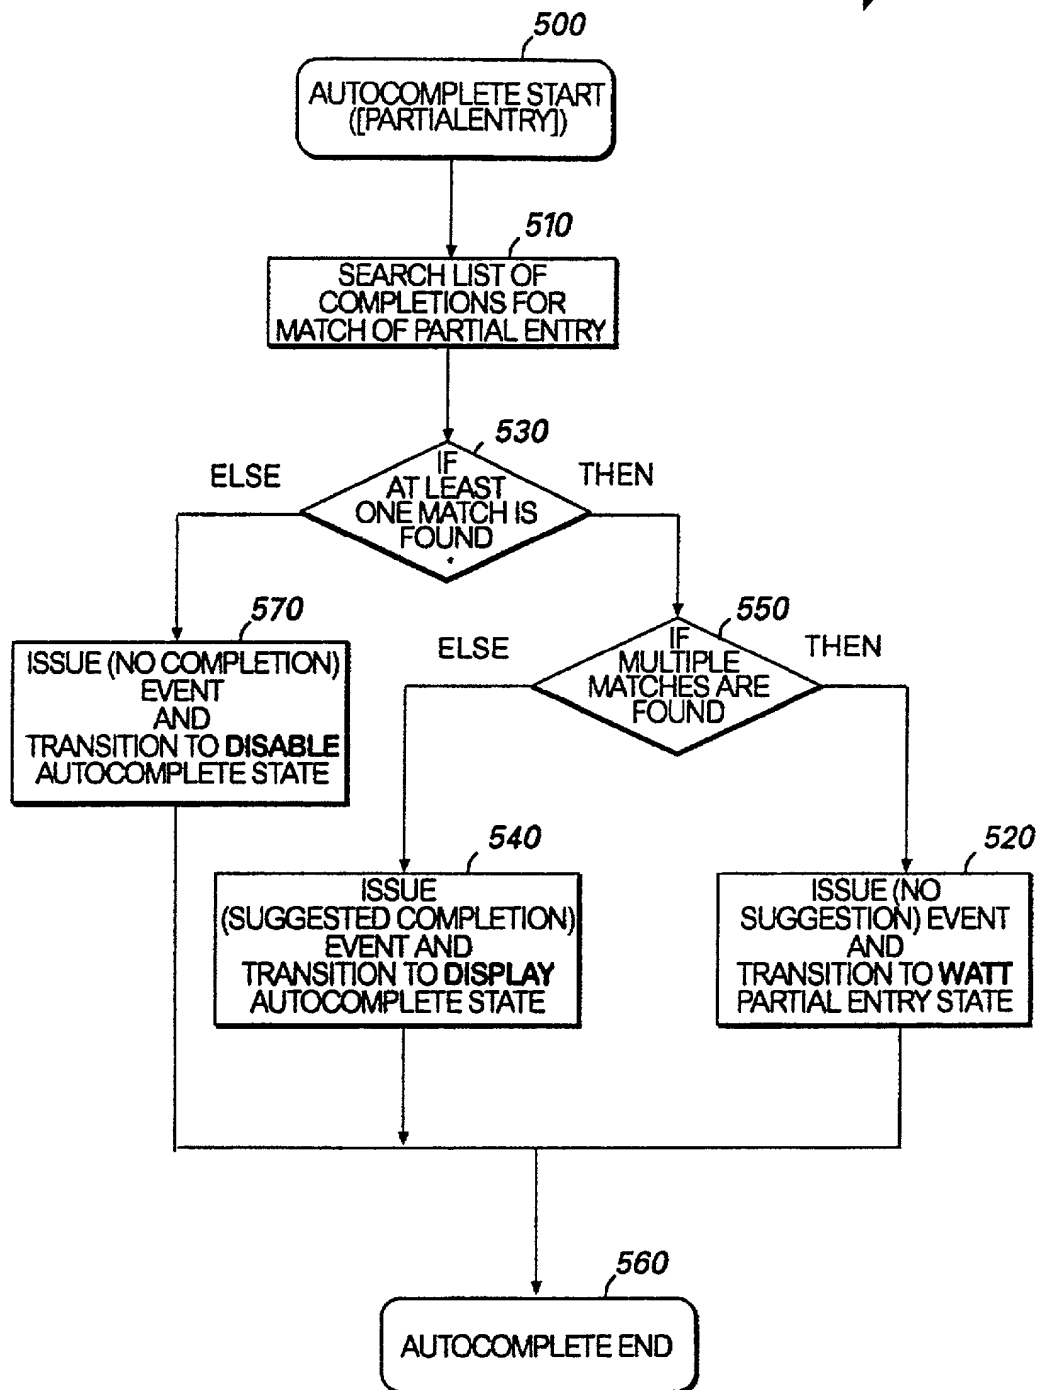 500
AUTOCOMPLETE START
([PARTIALENTRY])
510
SEARCH LIST OF
COMPLETIONS FOR
MATCH OF PARTIAL ENTRY
530
IF
AT LEAST
ONE MATCH IS
FOUND
ELSE
THEN
570
ISSUE (NO COMPLETION)
EVENT
AND
TRANSITION TO DISABLE
AUTOCOMPLETE STATE
550
IF
MULTIPLE
MATCHES ARE
FOUND
ELSE
THEN
540
ISSUE
(SUGGESTED COMPLETION)
EVENT AND
TRANSITION TO DISPLAY
AUTOCOMPLETE STATE
520
ISSUE (NO
SUGGESTION) EVENT
AND
TRANSITION TO WATT
PARTIAL ENTRY STATE
560
AUTOCOMPLETE END